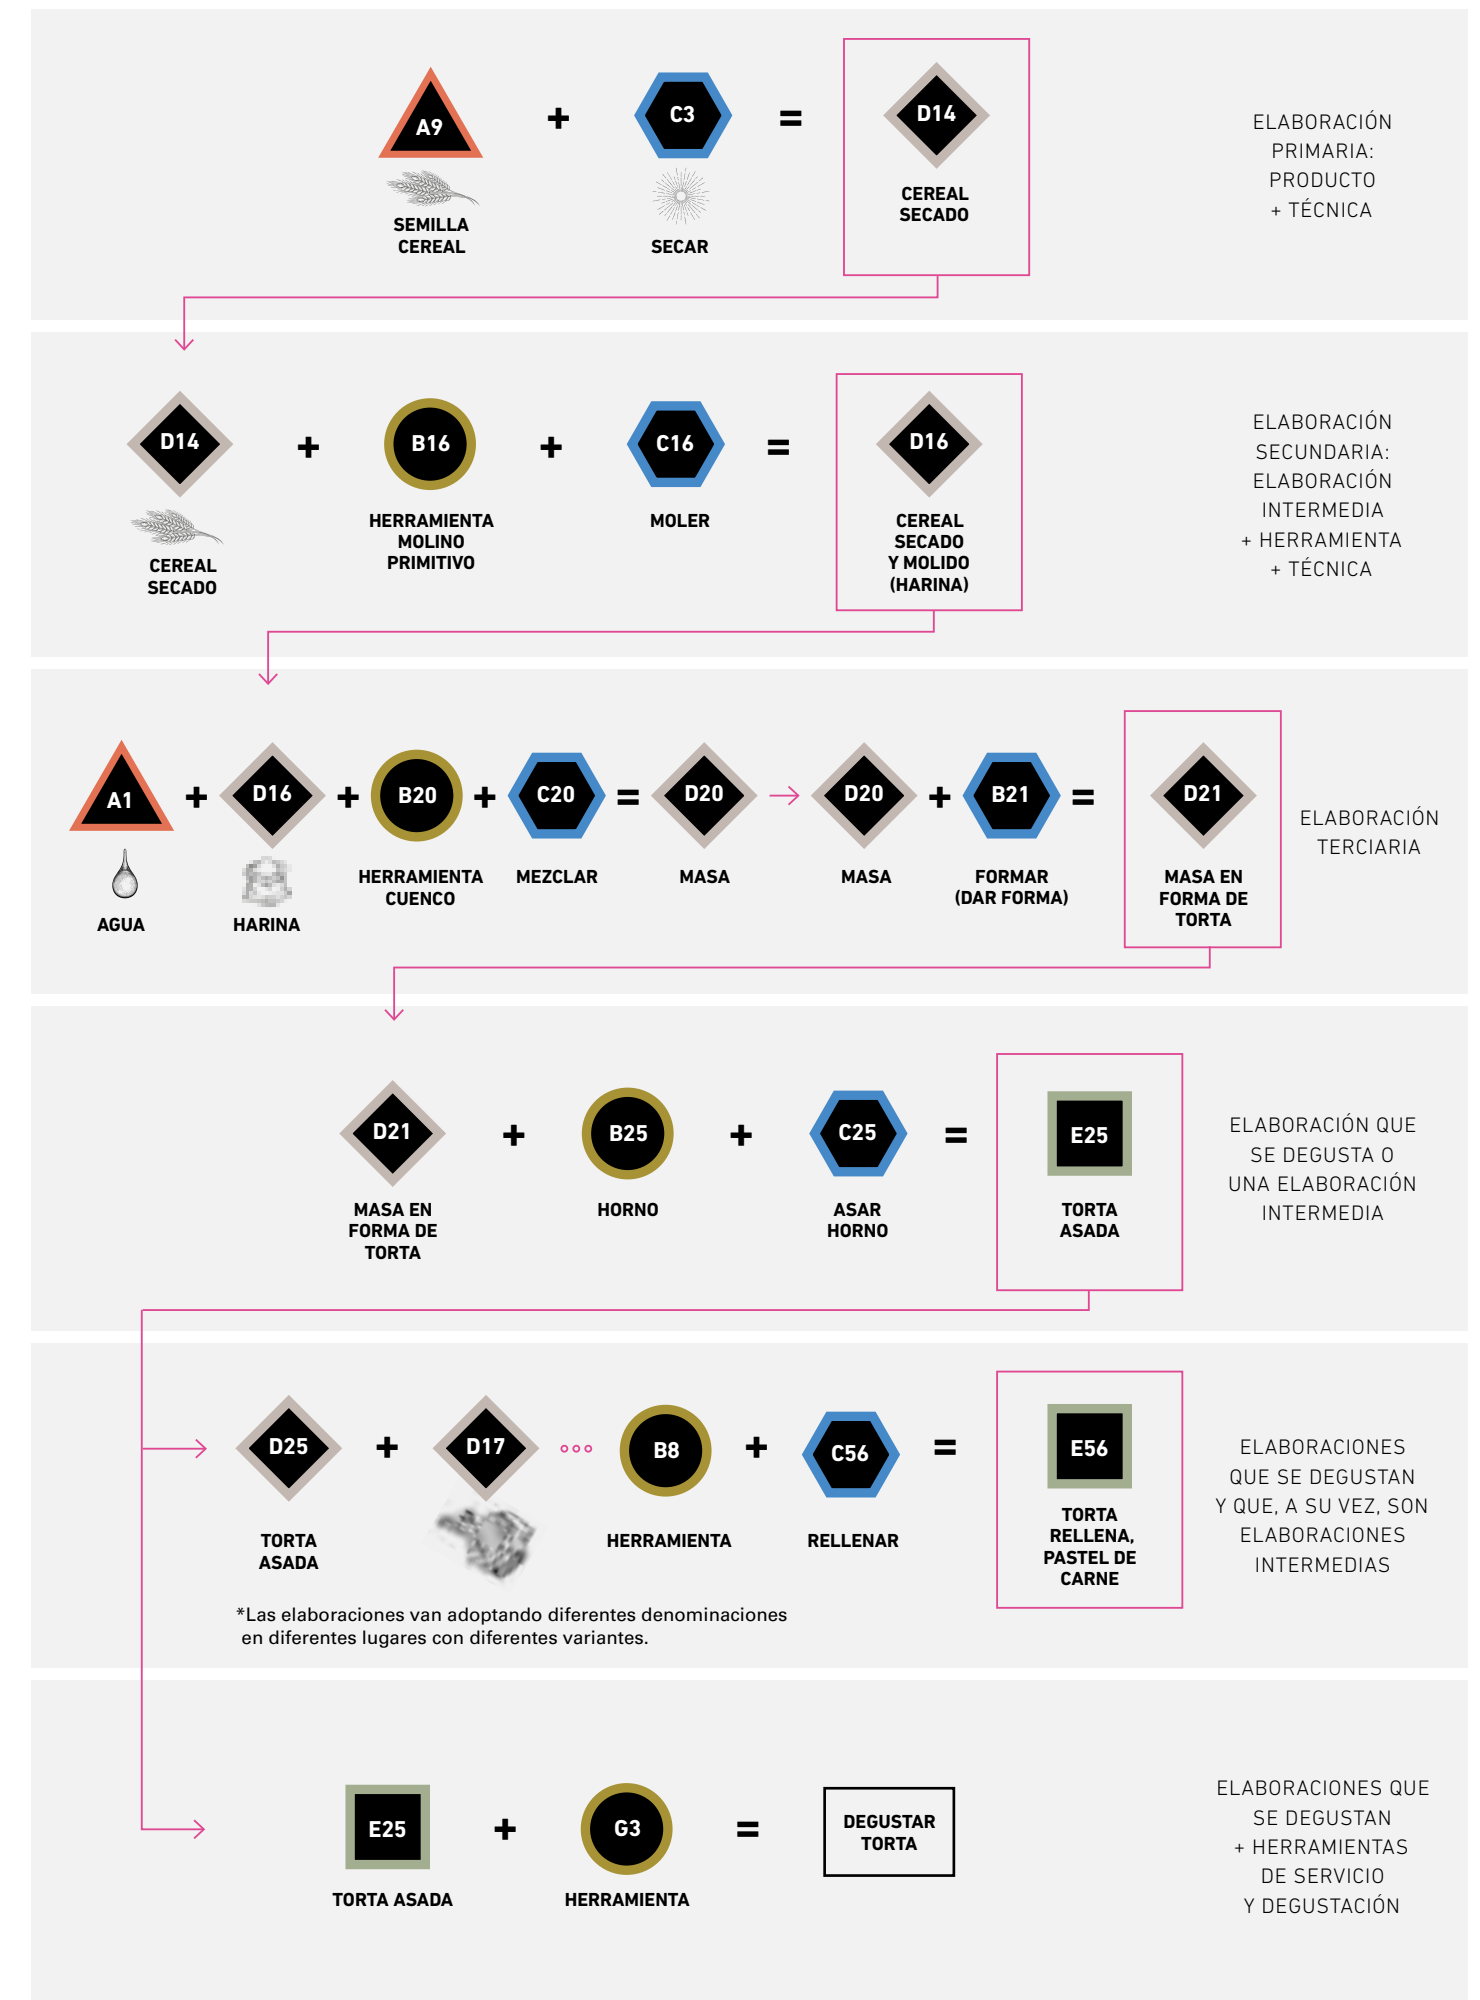 A9
+
C3
=
D14
SEMILLA
CEREAL
SECAR
CEREAL
SECADO
ELABORACIÓN
PRIMARIA:
PRODUCTO
+ TÉCNICA
D14
+
B16
+
C16
=
D16
CEREAL
SECADO
HERRAMIENTA
MOLINO
PRIMITIVO
MOLER
CEREAL
SECADO
Y MOLIDO
(HARINA)
ELABORACIÓN
SECUNDARIA:
ELABORACIÓN
INTERMEDIA
+ HERRAMIENTA
+ TÉCNICA
A1
+
D16
+
B20
+
C20
=
D20
D20
+
B21
=
D21
AGUA
HARINA
HERRAMIENTA
CUENCO
MEZCLAR
MASA
MASA
FORMAR
(DAR FORMA)
MASA EN
FORMA DE
TORTA
ELABORACIÓN
TERCIARIA
D21
+
B25
+
C25
=
E25
MASA EN
FORMA DE
TORTA
HORNO
ASAR
HORNO
TORTA
ASADA
ELABORACIÓN QUE
SE DEGUSTA O
UNA ELABORACIÓN
INTERMEDIA
D25
+
D17
B8
+
C56
=
E56
TORTA
ASADA
HERRAMIENTA
RELLENAR
TORTA
RELLENA,
PASTEL DE
CARNE
ELABORACIONES
QUE SE DEGUSTAN
Y QUE, A SU VEZ, SON
ELABORACIONES
INTERMEDIAS
*Las elaboraciones van adoptando diferentes denominaciones
en diferentes lugares con diferentes variantes.
E25
+
G3
=
DEGUSTAR
TORTA
TORTA ASADA
HERRAMIENTA
ELABORACIONES QUE
SE DEGUSTAN
+ HERRAMIENTAS
DE SERVICIO
Y DEGUSTACIÓN